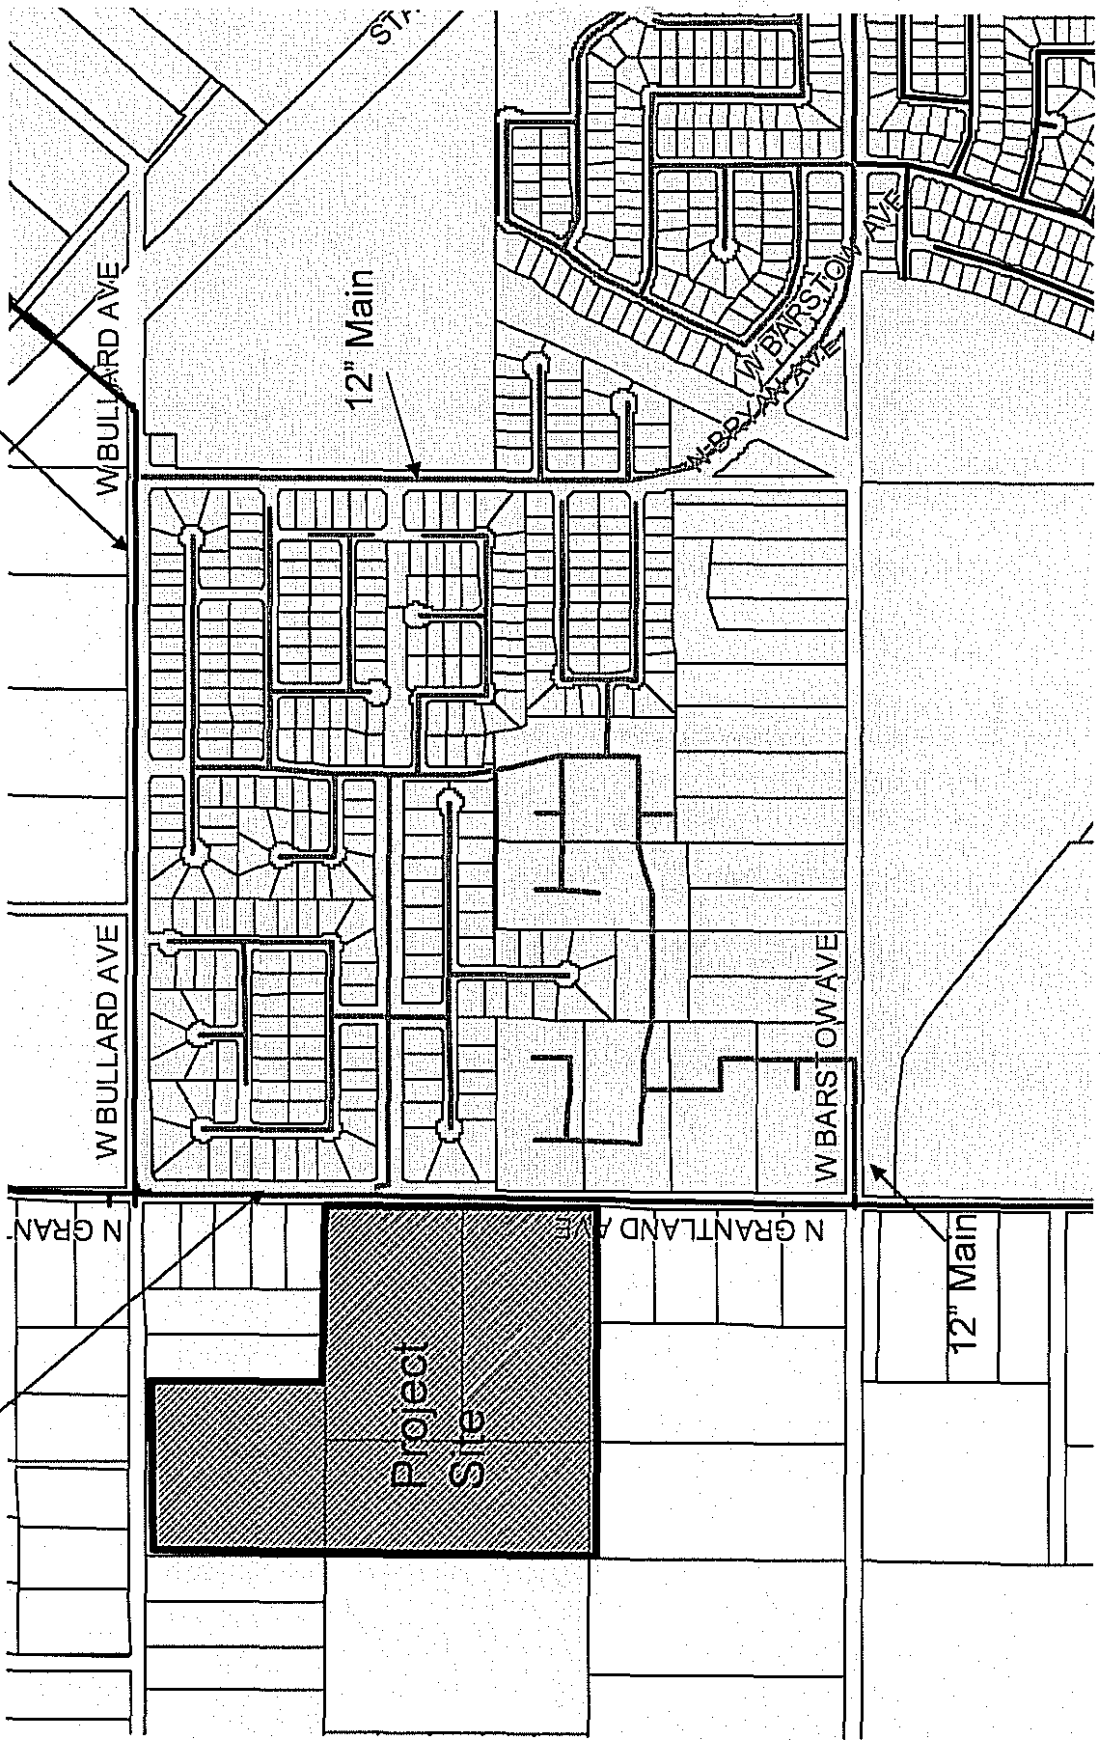 N GRAN
W BULLARD AVE
W BULLARD AVE
12" Main
Project
Site
N GRANTLAND AVE
N BRYAN AVE
W BARSTOW AVE
W BARSTOW AVE
12" Main